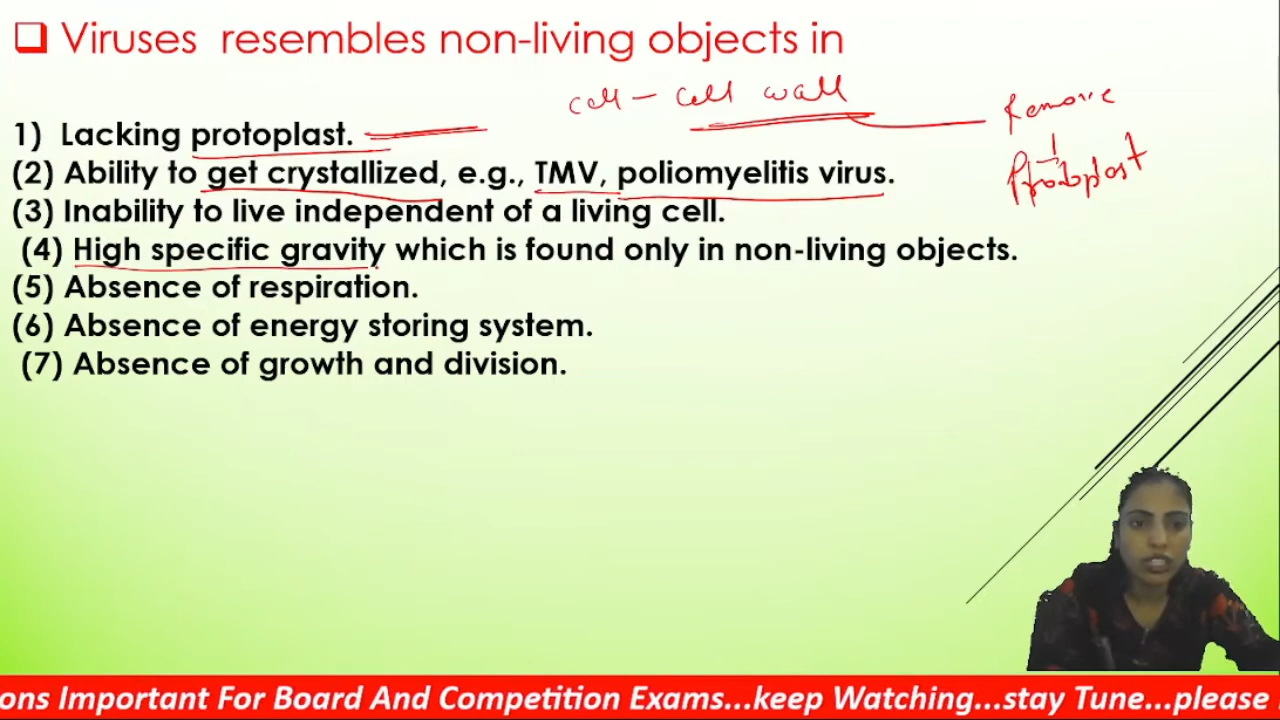 Viruses resembles non-living objects in
cell - cell wall
Remove
Protoplast
1) Lacking protoplast.
(2) Ability to get crystallized, e.g., TMV, poliomyelitis virus.
(3) Inability to live independent of a living cell.
(4) High specific gravity which is found only in non-living objects.
(5) Absence of respiration.
(6) Absence of energy storing system.
(7) Absence of growth and division.
ons Important For Board And Competition Exams...keep Watching...stay Tune...please